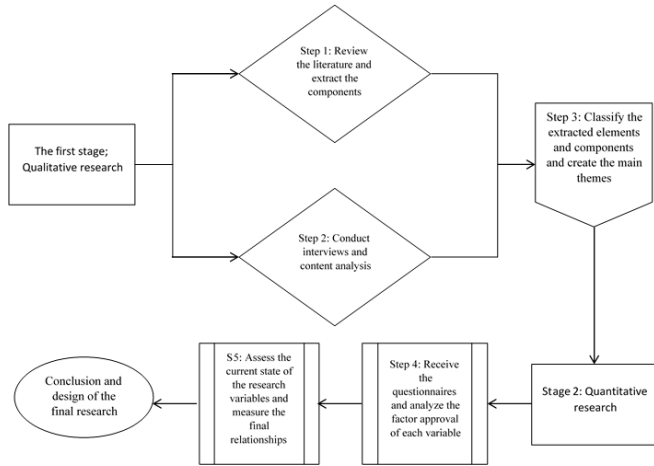 Step 1: Review
the literature and
extract the
components
The first stage;
Qualitative research
Step 2: Conduct
interviews and
content analysis
Step 3: Classify the
extracted elements
and components
and create the main
themes
Stage 2: Quantitative
research
Step 4: Receive
the
questionnaires
and analyze the
factor approval
of each variable
S5: Assess the
current state of
the research
variables and
measure the
final
relationships
Conclusion and
design of the
final research